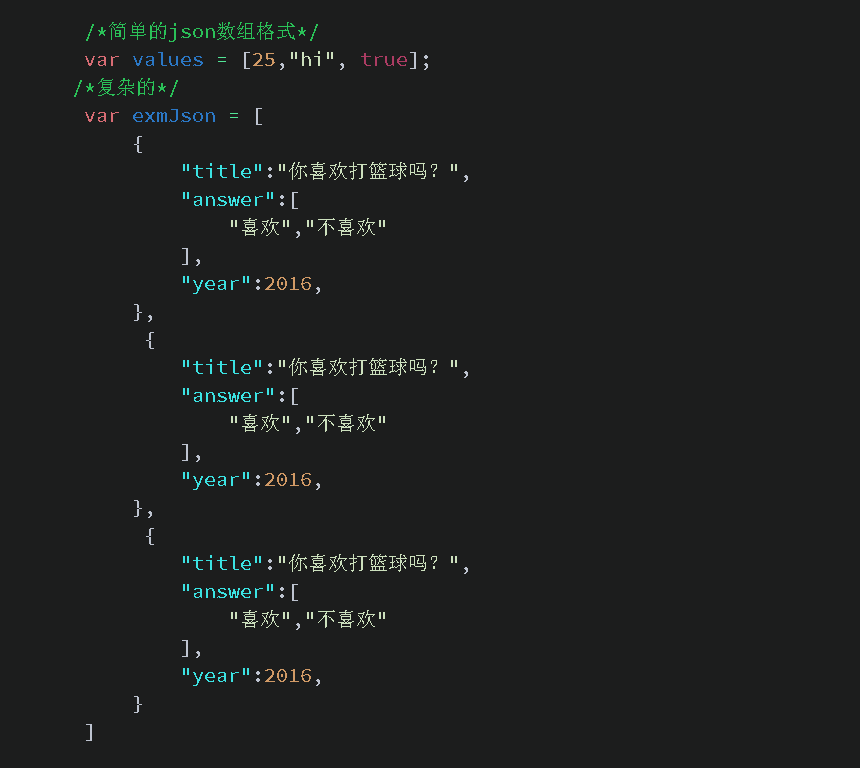 /*简单的json数组格式*/
var values = [25,"hi", true];
/*复杂的*/
var exmJson = [
{
"title":"你喜欢打篮球吗？",
"answer":[
"喜欢","不喜欢"
],
"year":2016,
},
{
"title":"你喜欢打篮球吗？",
"answer":[
"喜欢","不喜欢"
],
"year":2016,
},
{
"title":"你喜欢打篮球吗？",
"answer":[
"喜欢","不喜欢"
],
"year":2016,
}
]